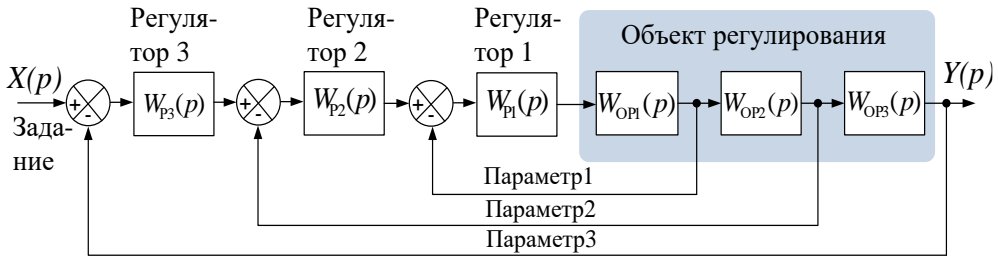 Регуля-
тор 3
Регуля-
тор 2
Регуля-
тор 1
Объект регулирования
X(p)
Y(p)
+
-
W_P3(p)
+
-
W_P2(p)
+
-
W_P1(p)
W_OP1(p)
W_OP2(p)
W_OP3(p)
Зада-
ние
Параметр1
Параметр2
Параметр3